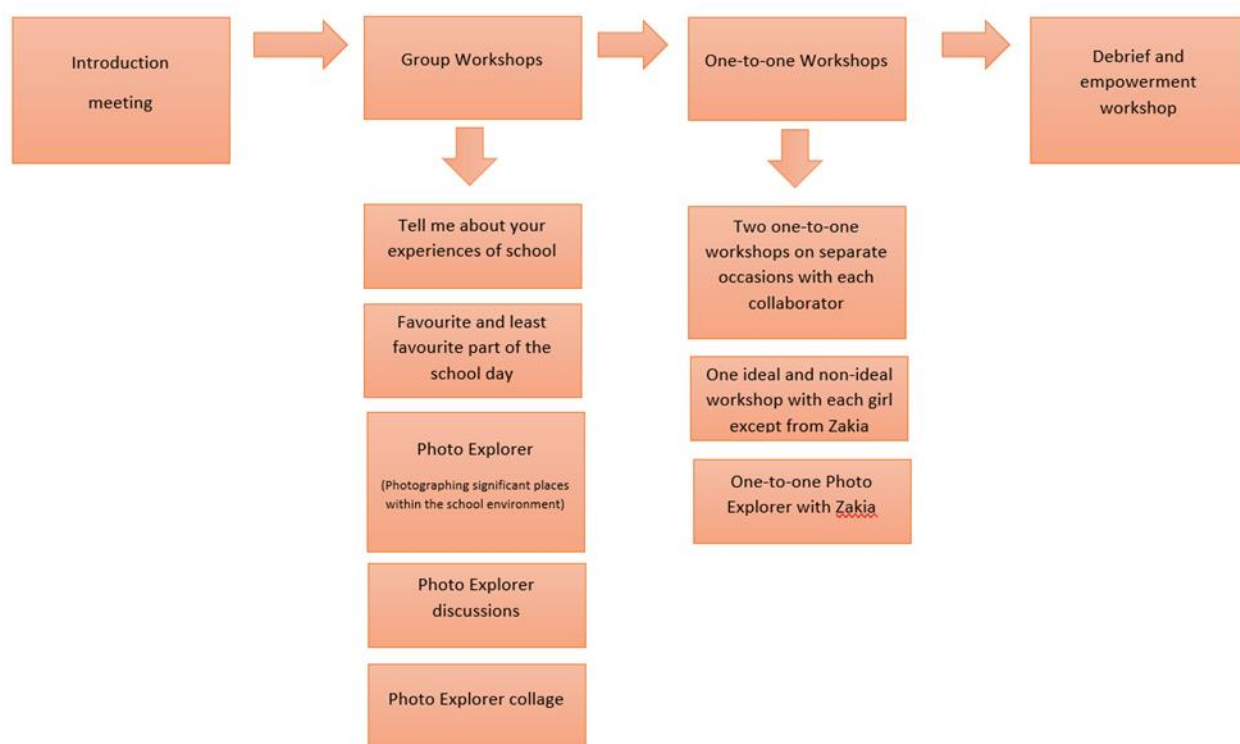 Introduction
meeting
Group Workshops
One-to-one Workshops
Debrief and
empowerment
workshop
Tell me about your
experiences of school
Favourite and least
favourite part of the
school day
Photo Explorer
(Photographing significant places
within the school environment)
Photo Explorer
discussions
Photo Explorer collage
Two one-to-one
workshops on separate
occasions with each
collaborator
One ideal and non-ideal
workshop with each girl
except from Zakia
One-to-one Photo
Explorer with Zakia